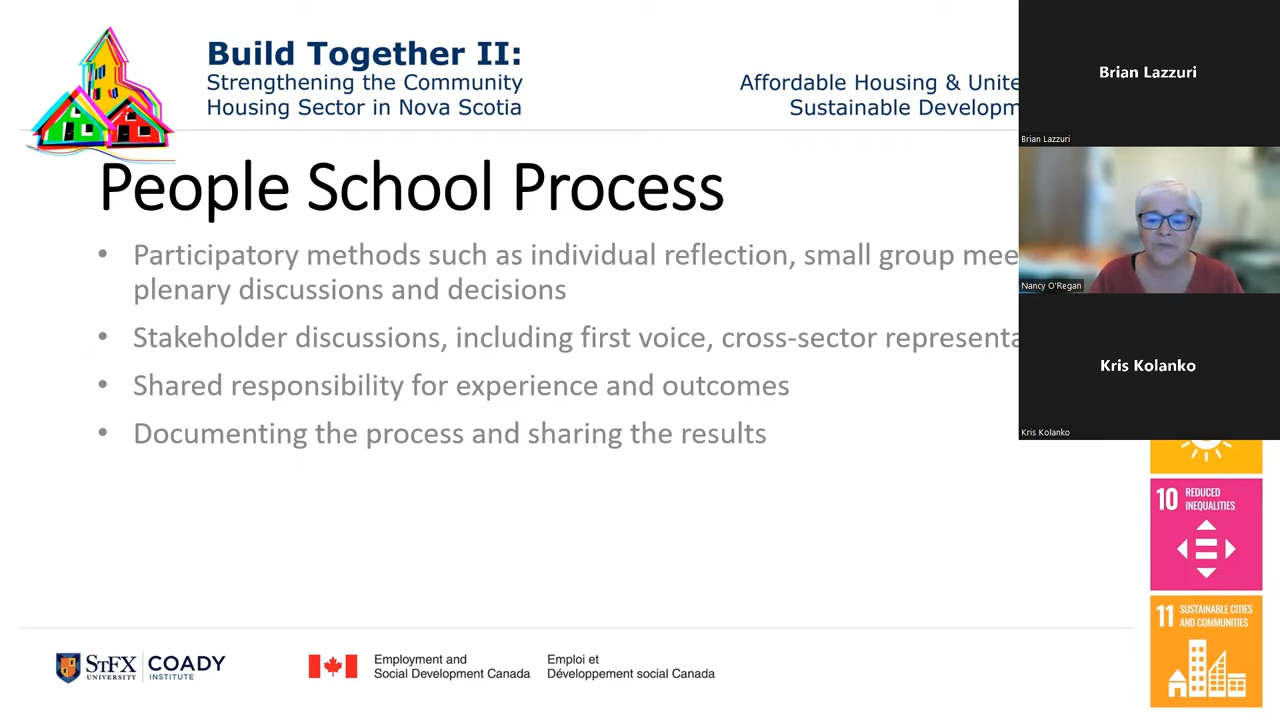 Build Together II:
Strengthening the Community
Housing Sector in Nova Scotia
Affordable Housing &
Sustainable
People School Process
• Participatory methods such as individual reflection, small group
plenary discussions and decisions
• Stakeholder discussions, including first voice, cross-sector
• Shared responsibility for experience and outcomes
• Documenting the process and sharing the results
Brian Lazzuri
Brian Lazzuri
Nancy O'Regan
Kris Kolanko
Kris Kolanko
10 REDUCED
INEQUALITIES
11 SUSTAINABLE CITIES
AND COMMUNITIES
STFX
UNIVERSITY
COADY
INSTITUTE
Employment and
Social Development Canada
Emploi et
Développement social Canada